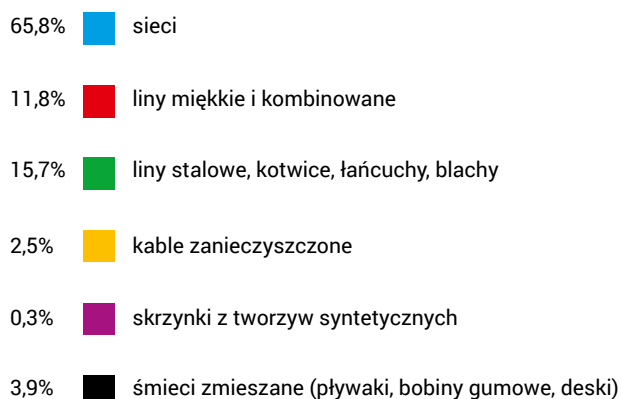 65,8% sieci
11,8% liny miękkie i kombinowane
15,7% liny stalowe, kotwice, łańcuchy, blachy
2,5% kable zanieczyszczone
0,3% skrzynki z tworzyw syntetycznych
3,9% śmieci zmieszane (pływaki, bobiny gumowe, deski)